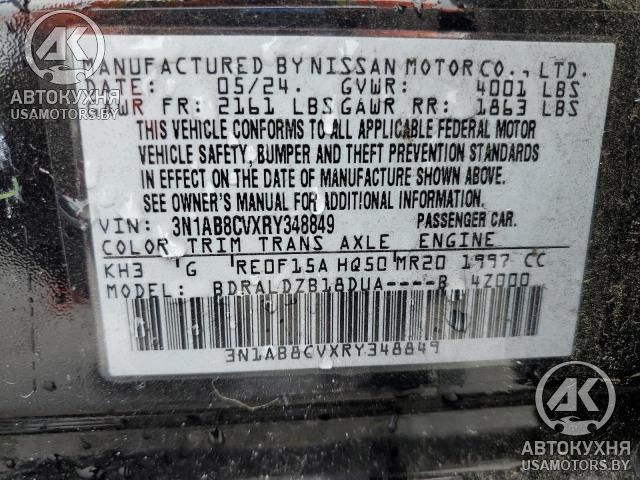 AK
АВТОКУХНЯ
USAMOTORS.BY
MANUFACTURED BY NISSAN MOTOR CO., LTD.
DATE: 05/24. GVWR: 4001 LBS
GAWR FR: 2161 LBS GAWR RR: 1863 LBS
THIS VEHICLE CONFORMS TO ALL APPLICABLE FEDERAL MOTOR
VEHICLE SAFETY, BUMPER AND THEFT PREVENTION STANDARDS
IN EFFECT ON THE DATE OF MANUFACTURE SHOWN ABOVE.
SEE OWNER'S MANUAL FOR ADDITIONAL INFORMATION.
VIN: 3N1AB8CVXRY348849 PASSENGER CAR.
COLOR TRIM TRANS AXLE ENGINE
KH3 G RE0F15A HQ50 MR20 1997 CC
MODEL: BDRALDZB18DUA----B 4Z000
3N1AB8CVXRY348849
AK
АВТОКУХНЯ
USAMOTORS.BY